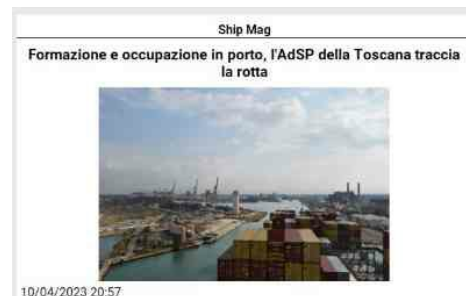 Ship Mag
Formazione e occupazione in porto, l'AdSP della Toscana traccia
la rotta
10/04/2023 20:57